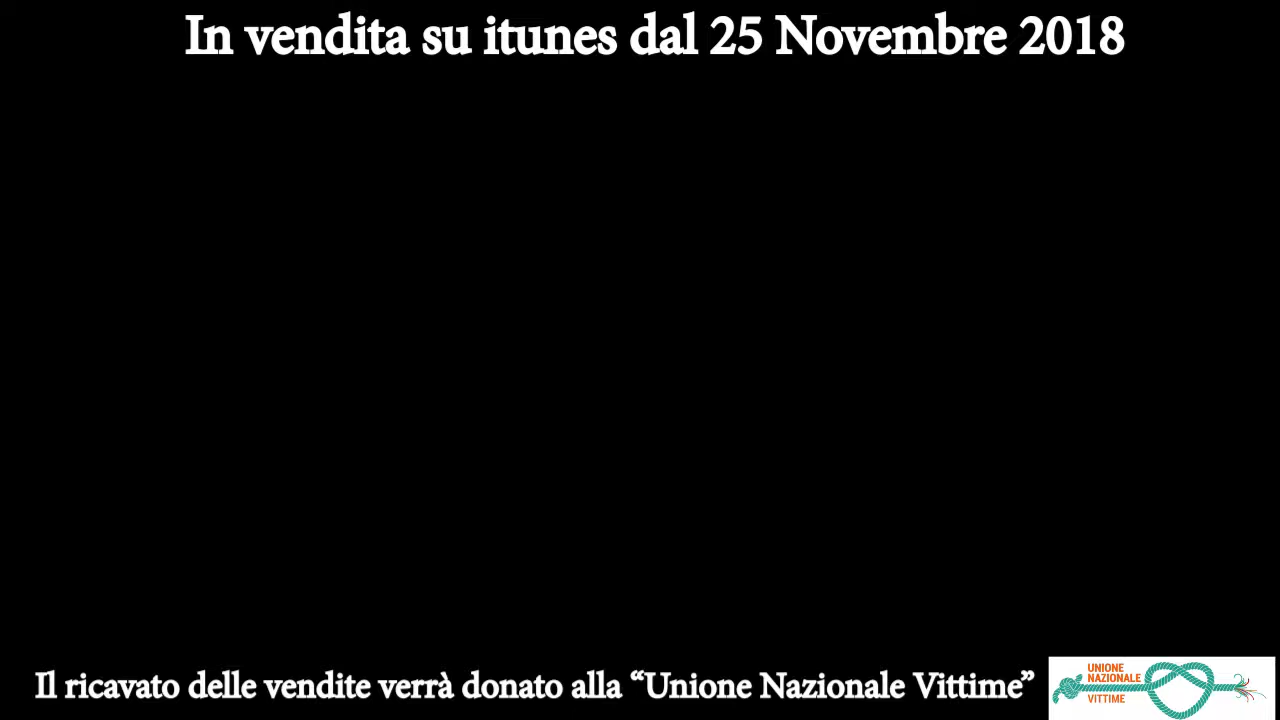 In vendita su itunes dal 25 Novembre 2018
Il ricavato delle vendite verrà donato alla “Unione Nazionale Vittime”
UNIONE
NAZIONALE
VITTIME